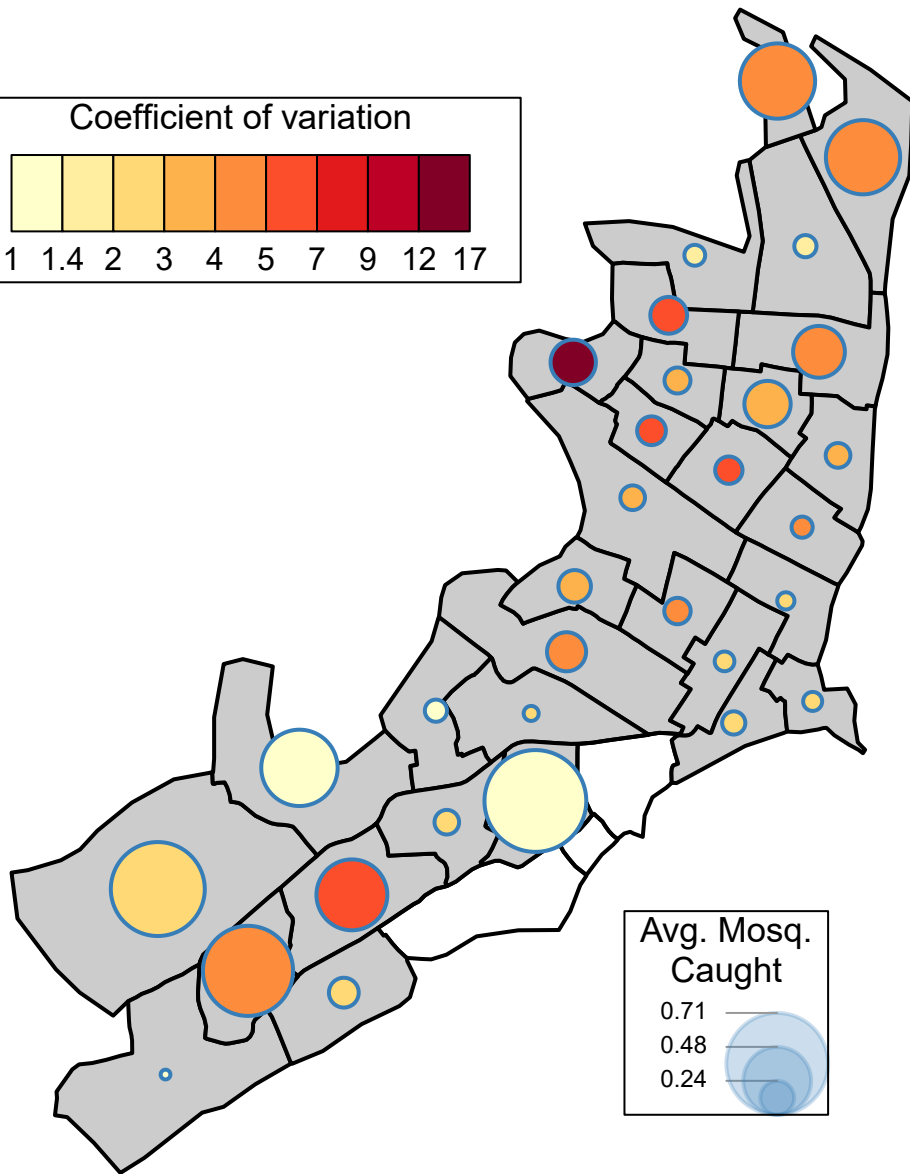 Coefficient of variation
1 1.4 2 3 4 5 7 9 12 17
Avg. Mosq.
Caught
0.71
0.48
0.24